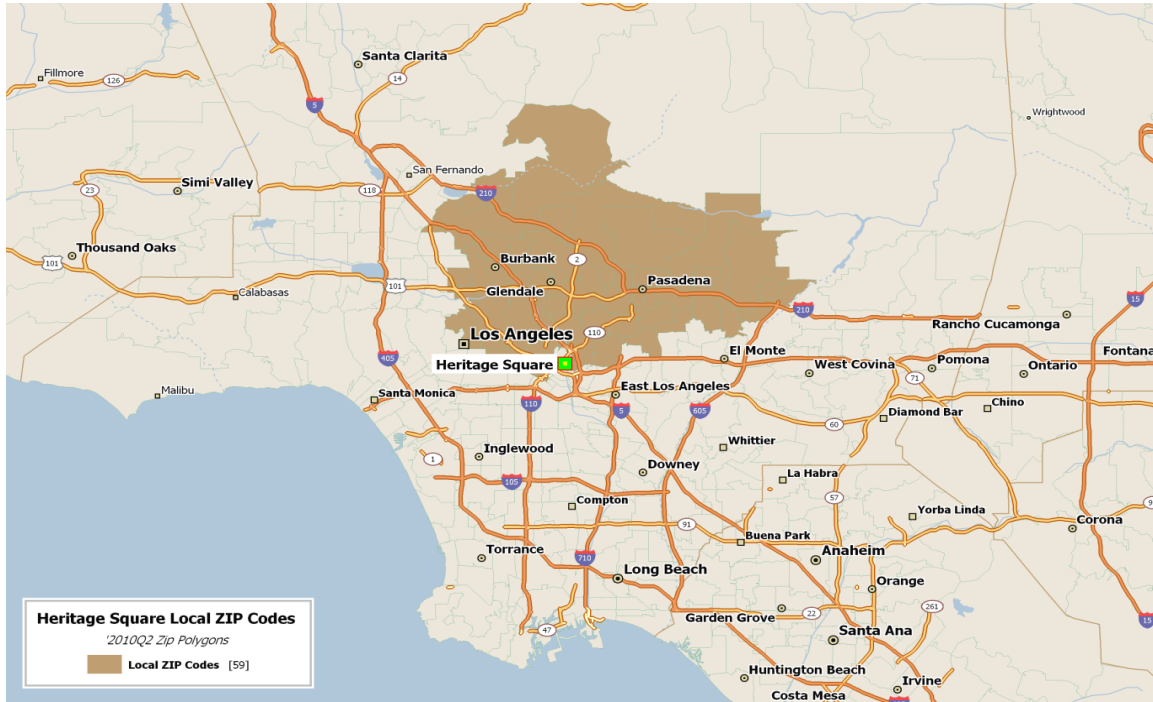 Santa Clarita
14
Fillmore
126
5
Wrightwood
San Fernando
Simi Valley
23
118
210
Thousand Oaks
101
Burbank
2
Pasadena
Calabasas
101
Glendale
210
15
Los Angeles
110
Rancho Cucamonga
Heritage Square
El Monte
405
West Covina
Pomona
Ontario
Fontana
Malibu
Santa Monica
East Los Angeles
71
110
5
605
60
Diamond Bar
Chino
1
Inglewood
Whittier
Downey
La Habra
105
57
Compton
Yorba Linda
91
Corona
9
Buena Park
Torrance
710
Anaheim
Long Beach
Orange
22
261
Garden Grove
15
47
Santa Ana
Huntington Beach
Irvine
Costa Mesa
Heritage Square Local ZIP Codes
'2010Q2 Zip Polygons
Local ZIP Codes [59]